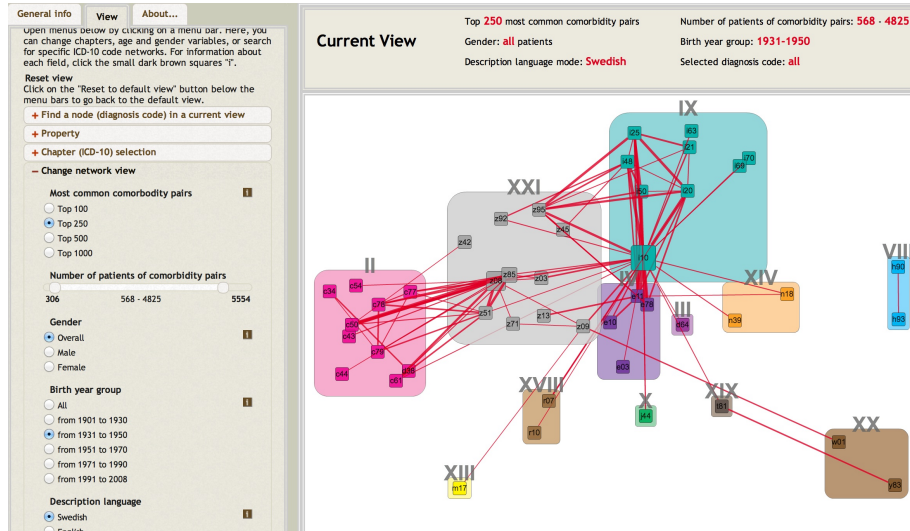 General info
View
About...
Open menus below by clicking on a menu bar. Here, you
can change chapters, age and gender variables, or search
for specific ICD-10 code networks. For information about
each field, click the small dark brown squares "i".
Reset view
Click on the "Reset to default view" button below the
menu bars to go back to the default view.
+ Find a node (diagnosis code) in a current view
+ Property
+ Chapter (ICD-10) selection
− Change network view
Most common comorbodity pairs
i
Top 100
Top 250
Top 500
Top 1000
Number of patients of comorbidity pairs
306
568 - 4825
5554
Gender
i
Overall
Male
Female
Birth year group
i
All
from 1901 to 1930
from 1931 to 1950
from 1951 to 1970
from 1971 to 1990
from 1991 to 2008
Description language
i
Swedish
English
Current View
Top 250 most common comorbidity pairs
Gender: all patients
Description language mode: Swedish
Number of patients of comorbidity pairs: 568 - 4825
Birth year group: 1931-1950
Selected diagnosis code: all
IX
i25
i63
i21
i48
i70
i69
i50
i20
i10
XXI
z95
z92
z45
z42
z85
z03
z51
z13
z71
z09
II
c34
c54
c77
c78
c50
c43
c79
c44
c61
IV
e11
e78
e10
e03
III
XIV
n18
n39
VIII
h90
h93
XVIII
r07
r10
X
j44
XIX
t81
XX
w01
y83
XIII
m17